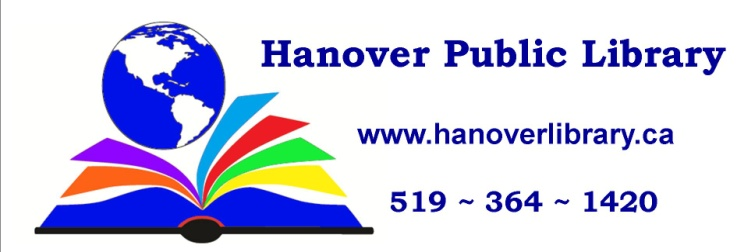 Hanover Public Library
www.hanoverlibrary.ca
519 ~ 364 ~ 1420